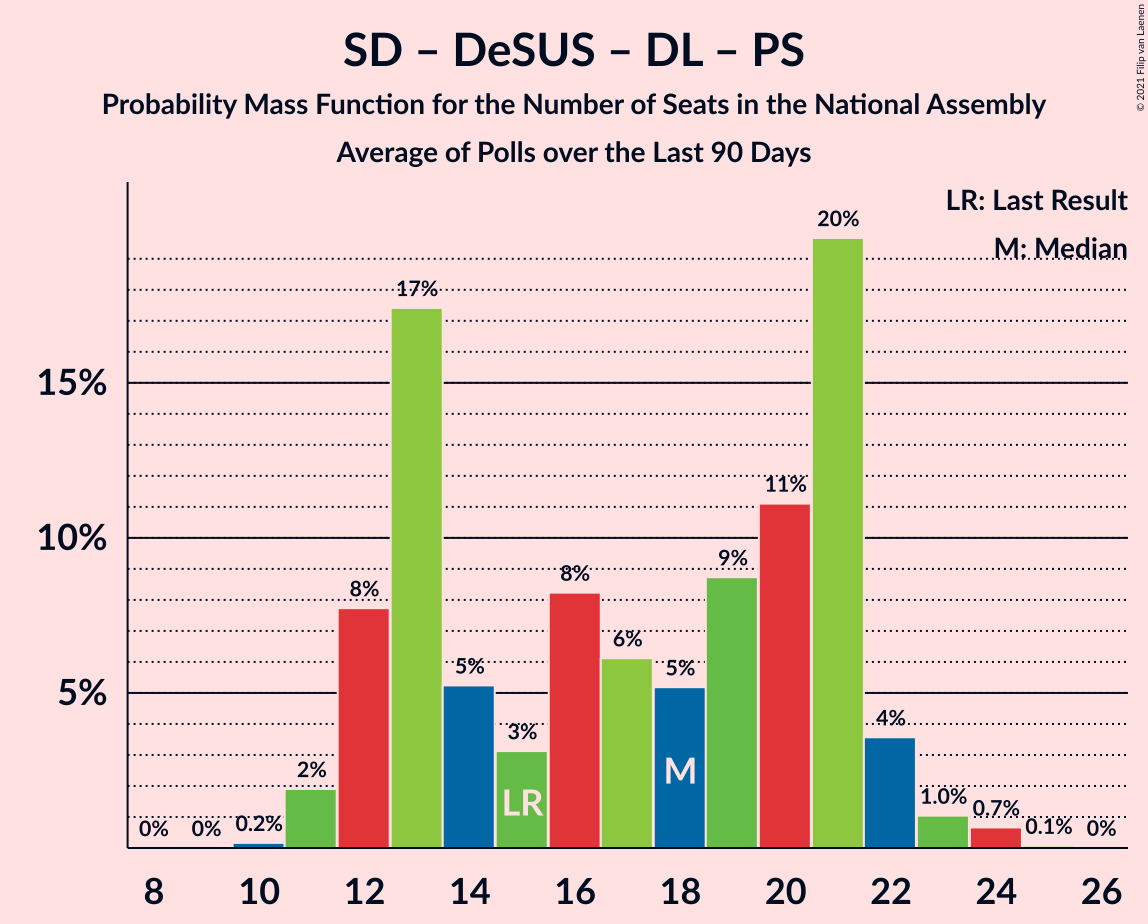 SD – DeSUS – DL – PS
Probability Mass Function for the Number of Seats in the National Assembly
Average of Polls over the Last 90 Days
© 2021 Filip van Laenen
LR: Last Result
M: Median
20%
17%
15%
11%
10%
9%
8%
8%
6%
5%
5%
5%
4%
3%
2%
1.0%
0.7%
0.2%
0.1%
0%
0%
0%
M
LR
8 10 12 14 16 18 20 22 24 26